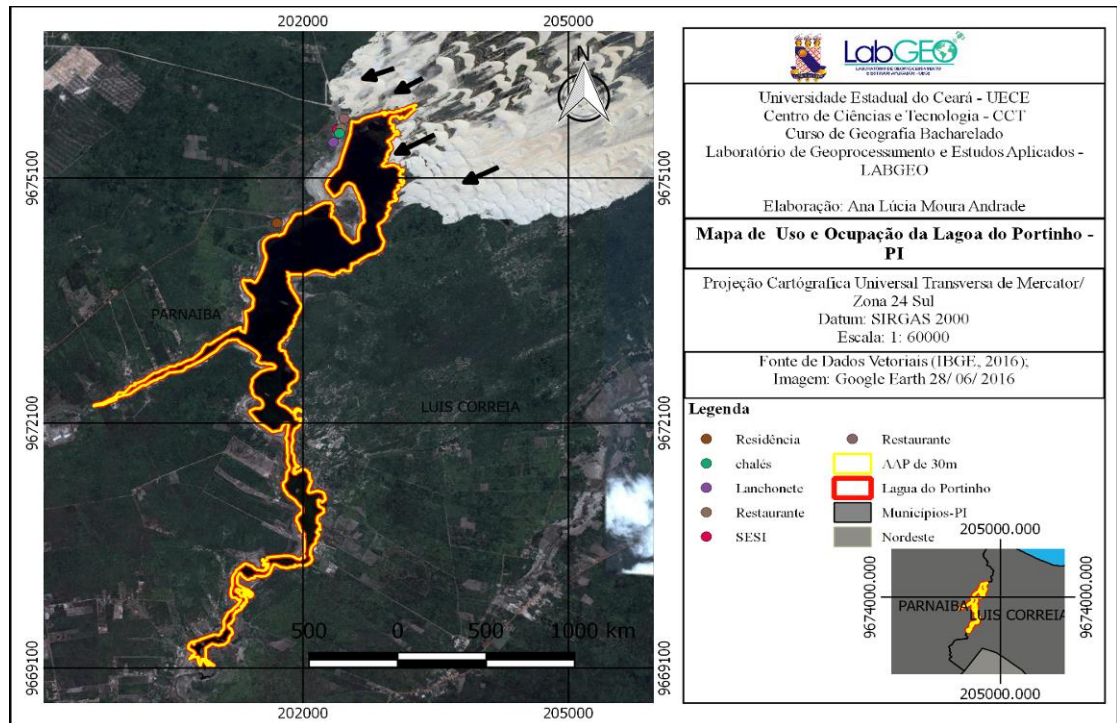 202000
205000
N
9675100
9675100
PARNAIBA
9672100
9672100
LUIS CORREIA
500
0
500
1000 km
9669100
9669100
202000
205000
LabGEO
Universidade Estadual do Ceará - UECE
Centro de Ciências e Tecnologia - CCT
Curso de Geografia Bacharelado
Laboratório de Geoprocessamento e Estudos Aplicados -
LABGEO
Elaboração: Ana Lúcia Moura Andrade
Mapa de Uso e Ocupação da Lagoa do Portinho -
PI
Projeção Cartógrafica Universal Transversa de Mercator/
Zona 24 Sul
Datum: SIRGAS 2000
Escala: 1: 60000
Fonte de Dados Vetoriais (IBGE, 2016);
Imagem: Google Earth 28/ 06/ 2016
Legenda
Residência
chalés
Lanchonete
Restaurante
SESI
Restaurante
AAP de 30m
Lagua do Portinho
Municípios-PI
Nordeste
205000.000
9674000.000
9674000.000
PARNAIBA
LUIS CORREIA
205000.000